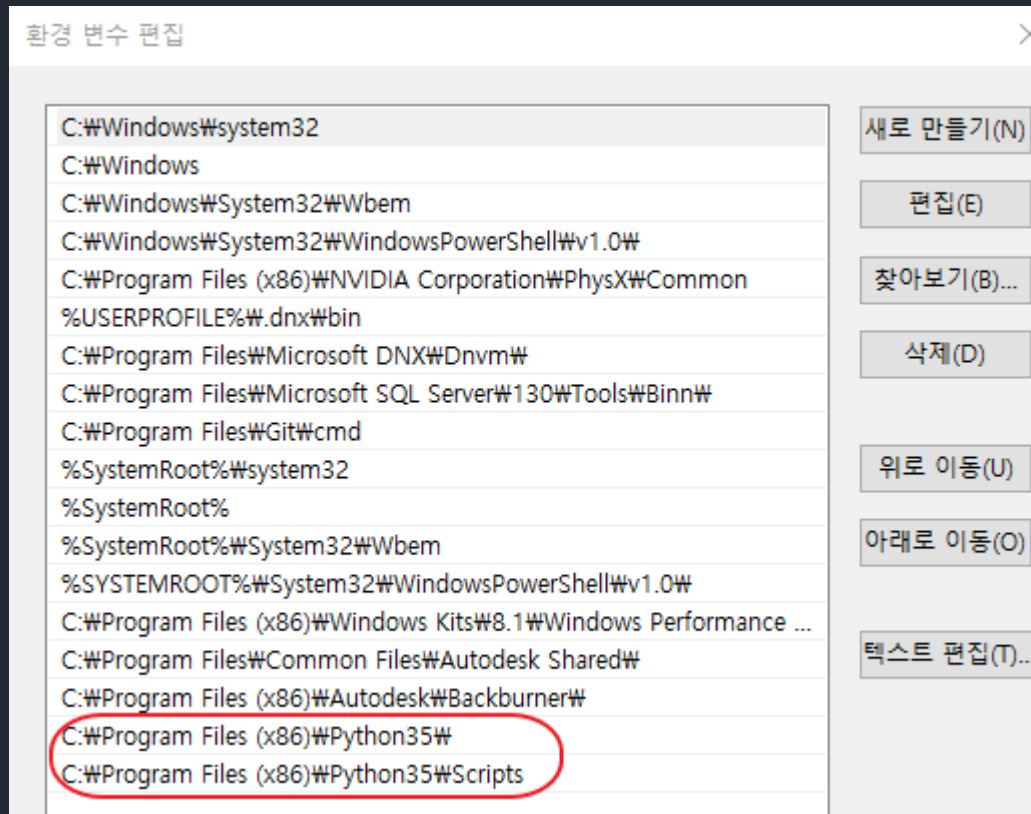 환경 변수 편집
C:₩Windows₩system32
C:₩Windows
C:₩Windows₩System32₩Wbem
C:₩Windows₩System32₩WindowsPowerShell₩v1.0₩
C:₩Program Files (x86)₩NVIDIA Corporation₩PhysX₩Common
%USERPROFILE%₩.dnx₩bin
C:₩Program Files₩Microsoft DNX₩Dnvm₩
C:₩Program Files₩Microsoft SQL Server₩130₩Tools₩Binn₩
C:₩Program Files₩Git₩cmd
%SystemRoot%₩system32
%SystemRoot%
%SystemRoot%₩System32₩Wbem
%SYSTEMROOT%₩System32₩WindowsPowerShell₩v1.0₩
C:₩Program Files (x86)₩Windows Kits₩8.1₩Windows Performance ...
C:₩Program Files₩Common Files₩Autodesk Shared₩
C:₩Program Files (x86)₩Autodesk₩Backburner₩
C:₩Program Files (x86)₩Python35₩
C:₩Program Files (x86)₩Python35₩Scripts
새로 만들기(N)
편집(E)
찾아보기(B)...
삭제(D)
위로 이동(U)
아래로 이동(O)
텍스트 편집(T)...